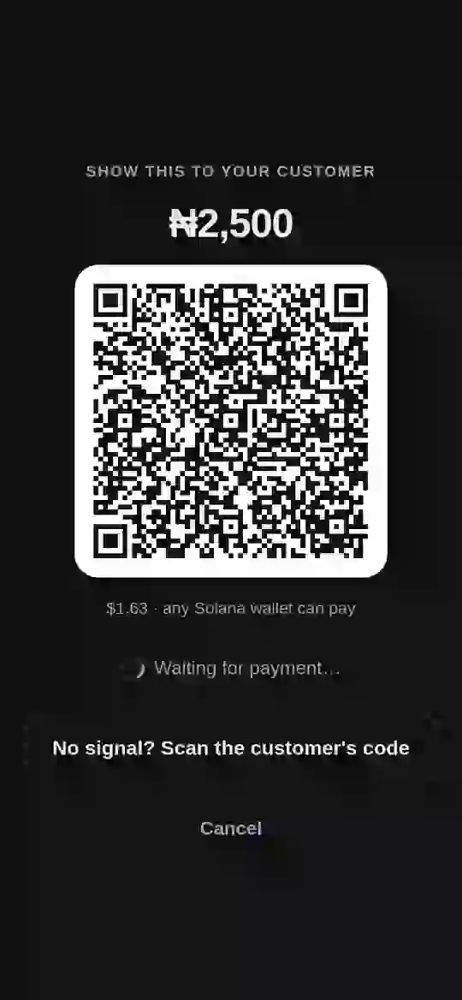 SHOW THIS TO YOUR CUSTOMER
₦2,500
$1.63 · any Solana wallet can pay
Waiting for payment…
No signal? Scan the customer's code
Cancel